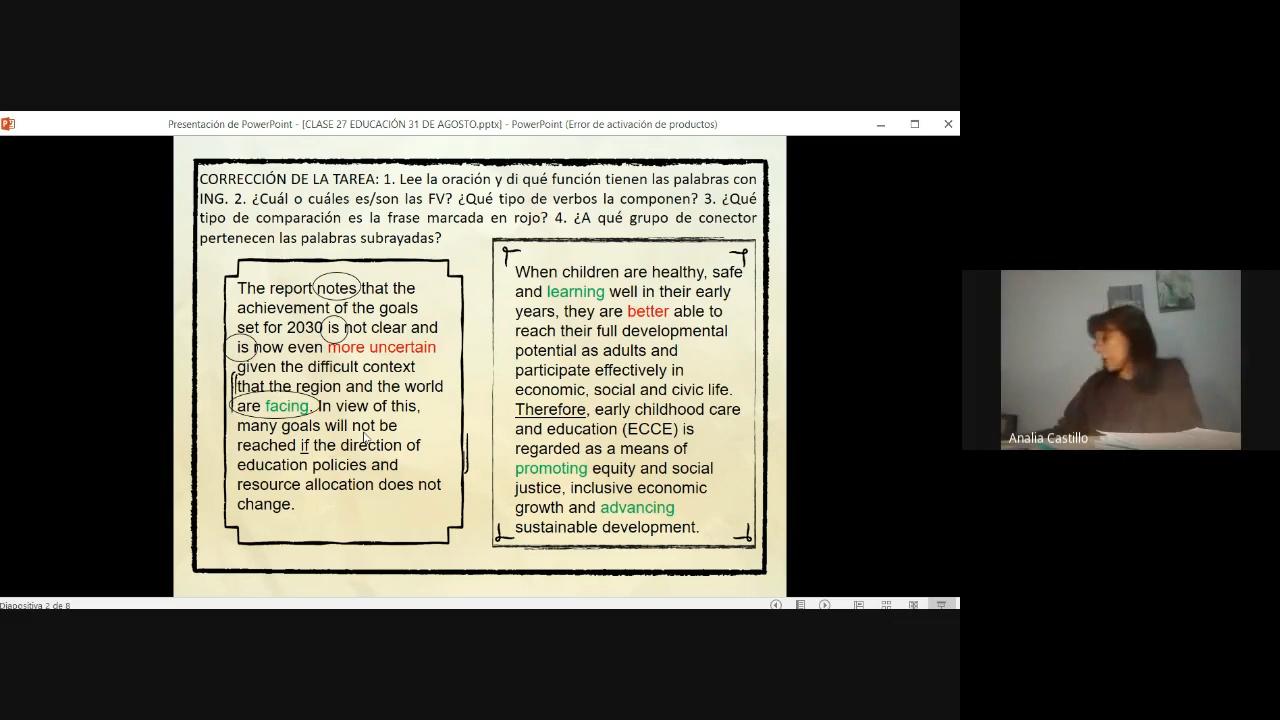 Presentación de PowerPoint - [CLASE 27 EDUCACIÓN 31 DE AGOSTO.pptx] - PowerPoint (Error de activación de productos)
CORRECCIÓN DE LA TAREA: 1. Lee la oración y di qué función tienen las palabras con
ING. 2. ¿Cuál o cuáles es/son las FV? ¿Qué tipo de verbos la componen? 3. ¿Qué
tipo de comparación es la frase marcada en rojo? 4. ¿A qué grupo de conector
pertenecen las palabras subrayadas?
The report notes that the
achievement of the goals
set for 2030 is not clear and
is now even more uncertain
given the difficult context
that the region and the world
are facing. In view of this,
many goals will not be
reached if the direction of
education policies and
resource allocation does not
change.
When children are healthy, safe
and learning well in their early
years, they are better able to
reach their full developmental
potential as adults and
participate effectively in
economic, social and civic life.
Therefore, early childhood care
and education (ECCE) is
regarded as a means of
promoting equity and social
justice, inclusive economic
growth and advancing
sustainable development.
Diapositiva 2 de 8
Analia Castillo